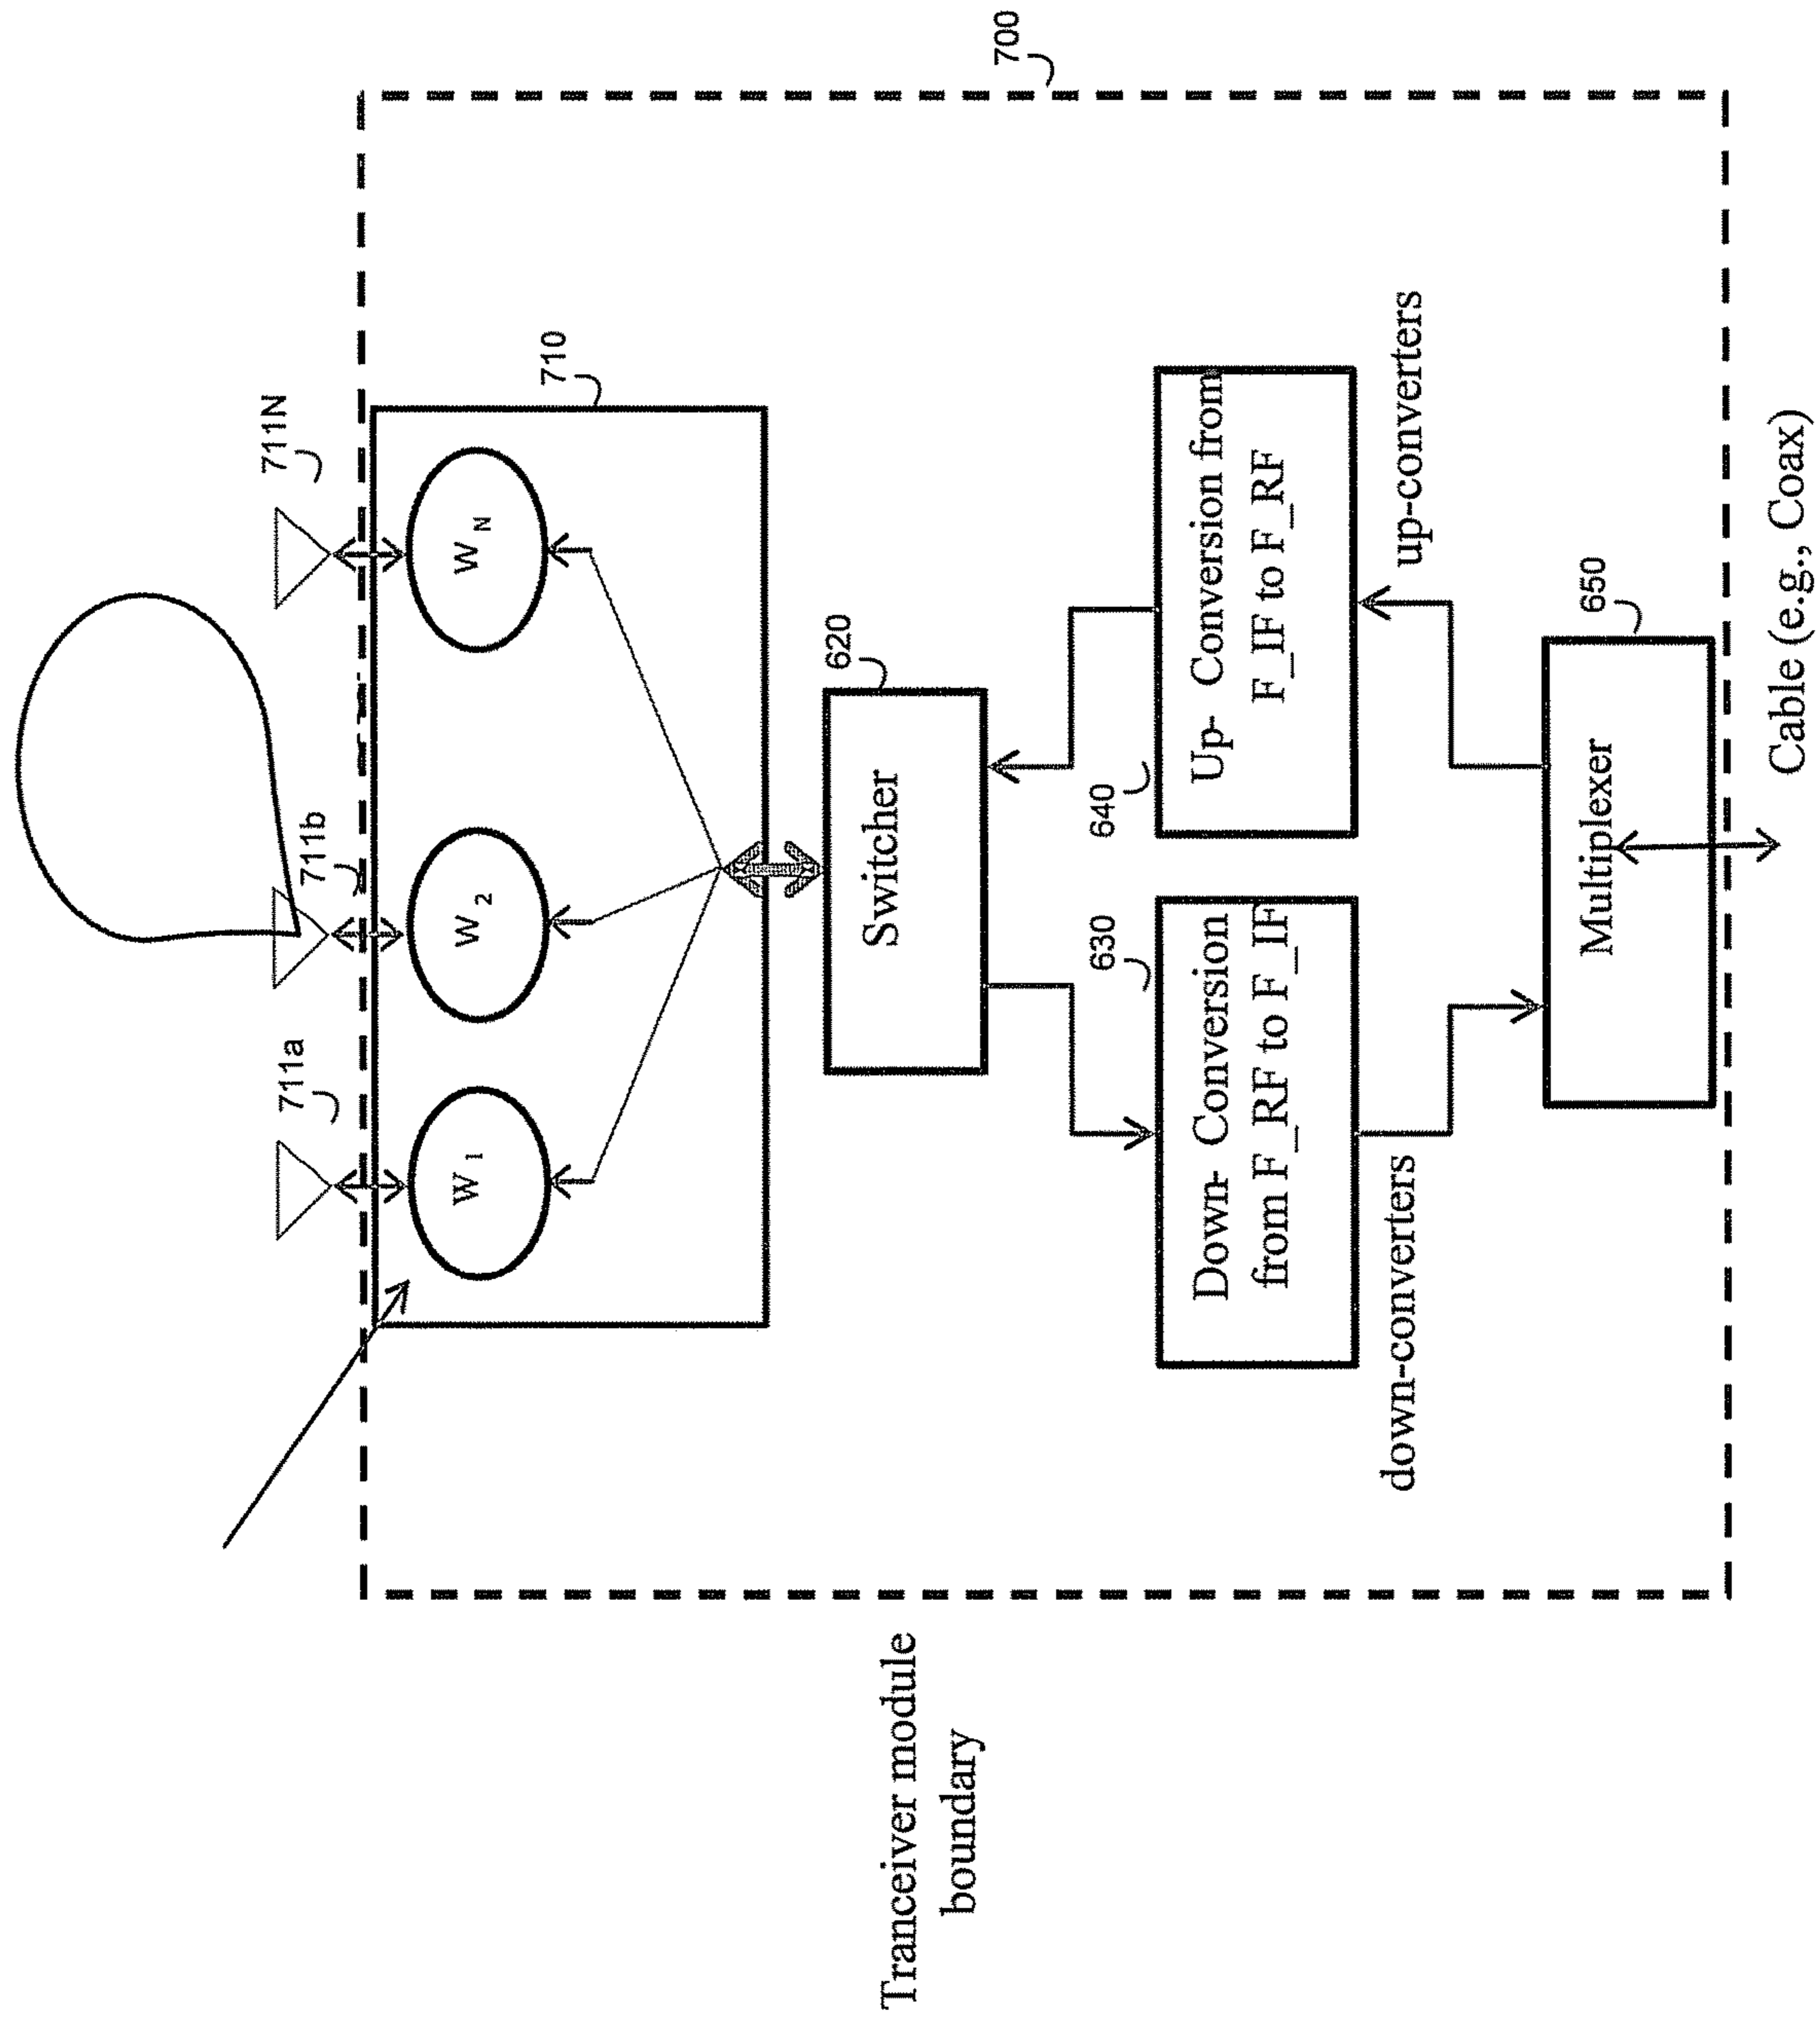 Tranceiver module
boundary
711a
711b
711N
W 1
W 2
W N
710
700
Switcher
620
630
Down- Conversion
from F_RF to F_IF
640
Up- Conversion from
F_IF to F_RF
down-converters
up-converters
Multiplexer
650
Cable (e.g., Coax)